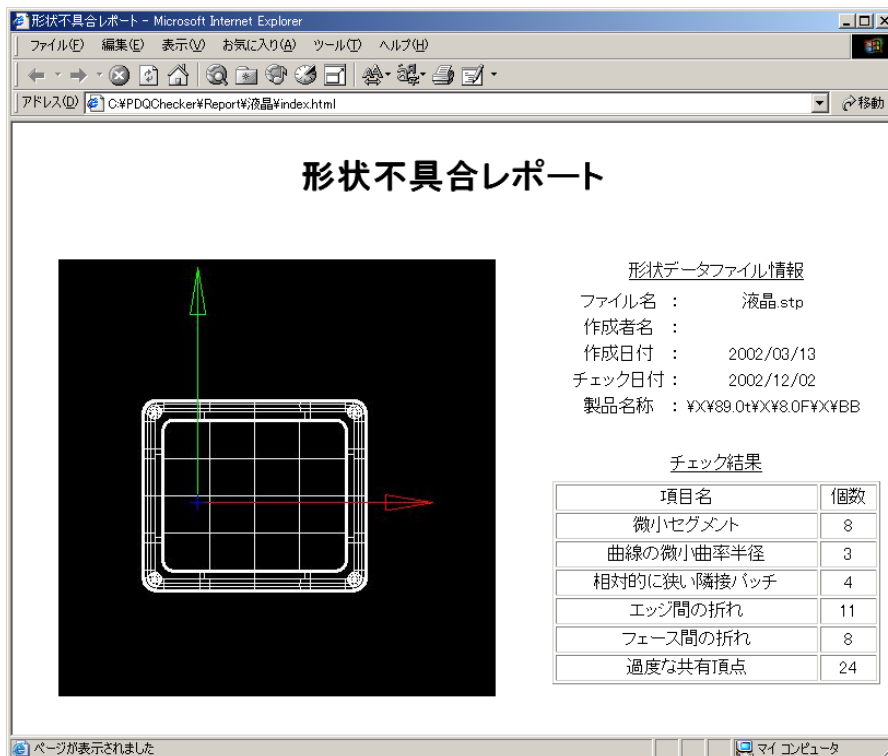 形状不具合レポート - Microsoft Internet Explorer
ファイル(F) 編集(E) 表示(V) お気に入り(A) ツール(T) ヘルプ(H)
アドレス(D) C:¥PDQChecker¥Report¥液晶¥index.html 移動
形状不具合レポート
形状データファイル情報
ファイル名 : 液晶.stp
作成者名 :
作成日付 : 2002/03/13
チェック日付 : 2002/12/02
製品名称 : ¥X¥89.0t¥X¥8.0F¥X¥BB
チェック結果
項目名 個数
微小セグメント 8
曲線の微小曲率半径 3
相対的に狭い隣接パッチ 4
エッジ間の折れ 11
フェース間の折れ 8
過度な共有頂点 24
ページが表示されました マイ コンピュータ